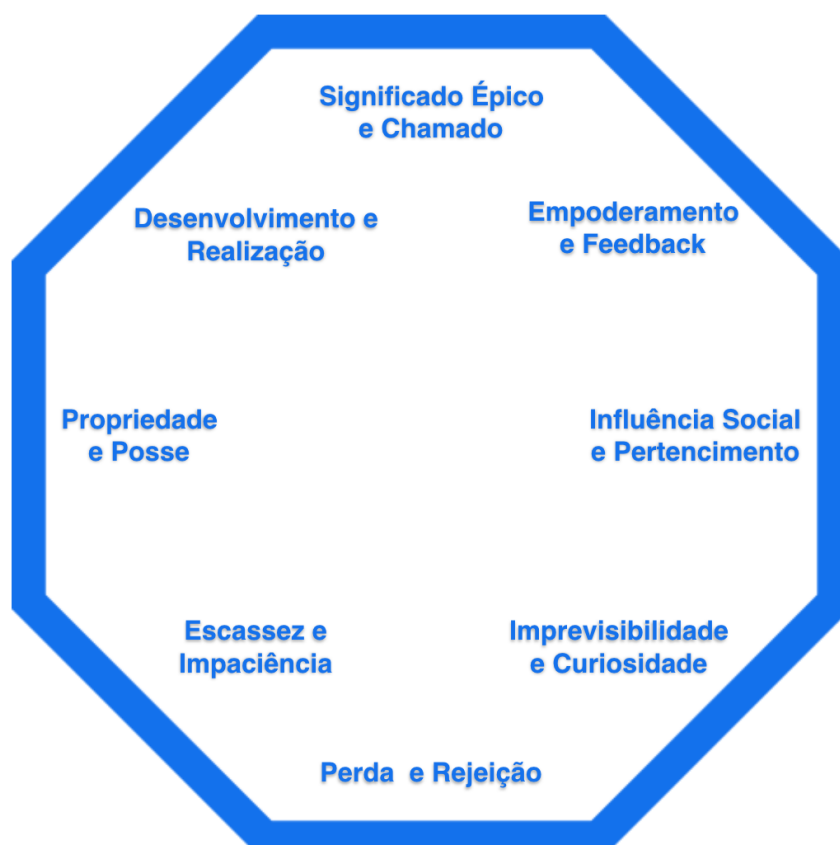 Significado Épico
e Chamado
Desenvolvimento e
Realização
Empoderamento
e Feedback
Propriedade
e Posse
Influência Social
e Pertencimento
Escassez e
Impaciência
Imprevisibilidade
e Curiosidade
Perda  e Rejeição